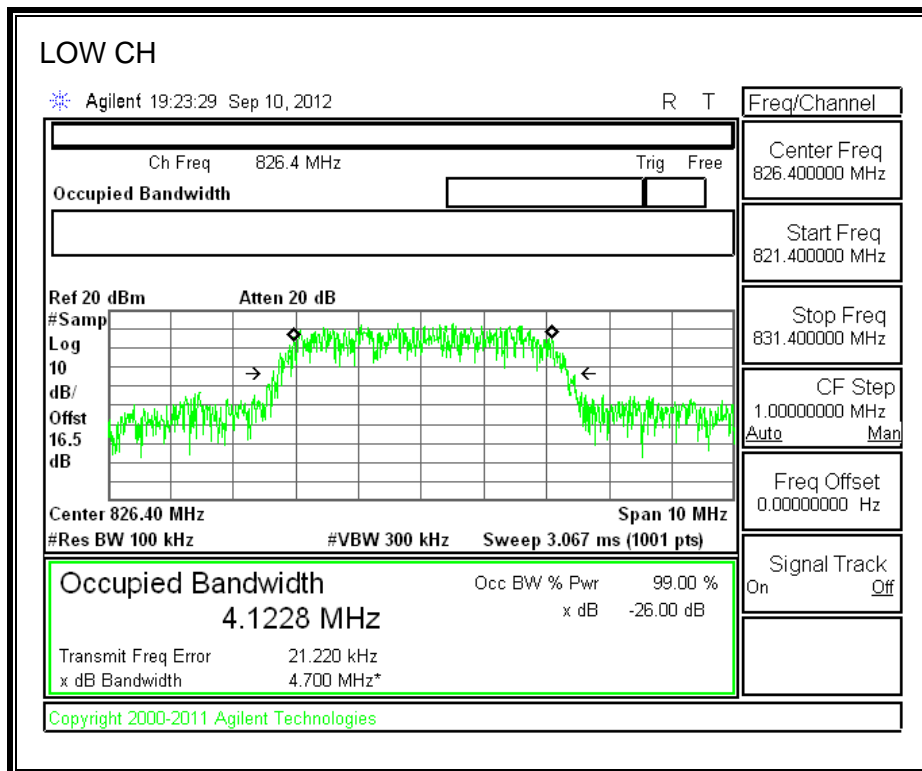 LOW CH
Agilent 19:23:29 Sep 10, 2012 R T
Freq/Channel
Ch Freq 826.4 MHz Trig Free
Occupied Bandwidth
Center Freq
826.400000 MHz
Start Freq
821.400000 MHz
Stop Freq
831.400000 MHz
CF Step
1.00000000 MHz
Auto Man
Freq Offset
0.00000000 Hz
Signal Track
On Off
Ref 20 dBm Atten 20 dB
#Samp
Log
10
dB/
Offst
16.5
dB
Center 826.40 MHz Span 10 MHz
#Res BW 100 kHz #VBW 300 kHz Sweep 3.067 ms (1001 pts)
Occupied Bandwidth Occ BW % Pwr 99.00 %
4.1228 MHz x dB -26.00 dB
Transmit Freq Error 21.220 kHz
x dB Bandwidth 4.700 MHz*
Copyright 2000-2011 Agilent Technologies